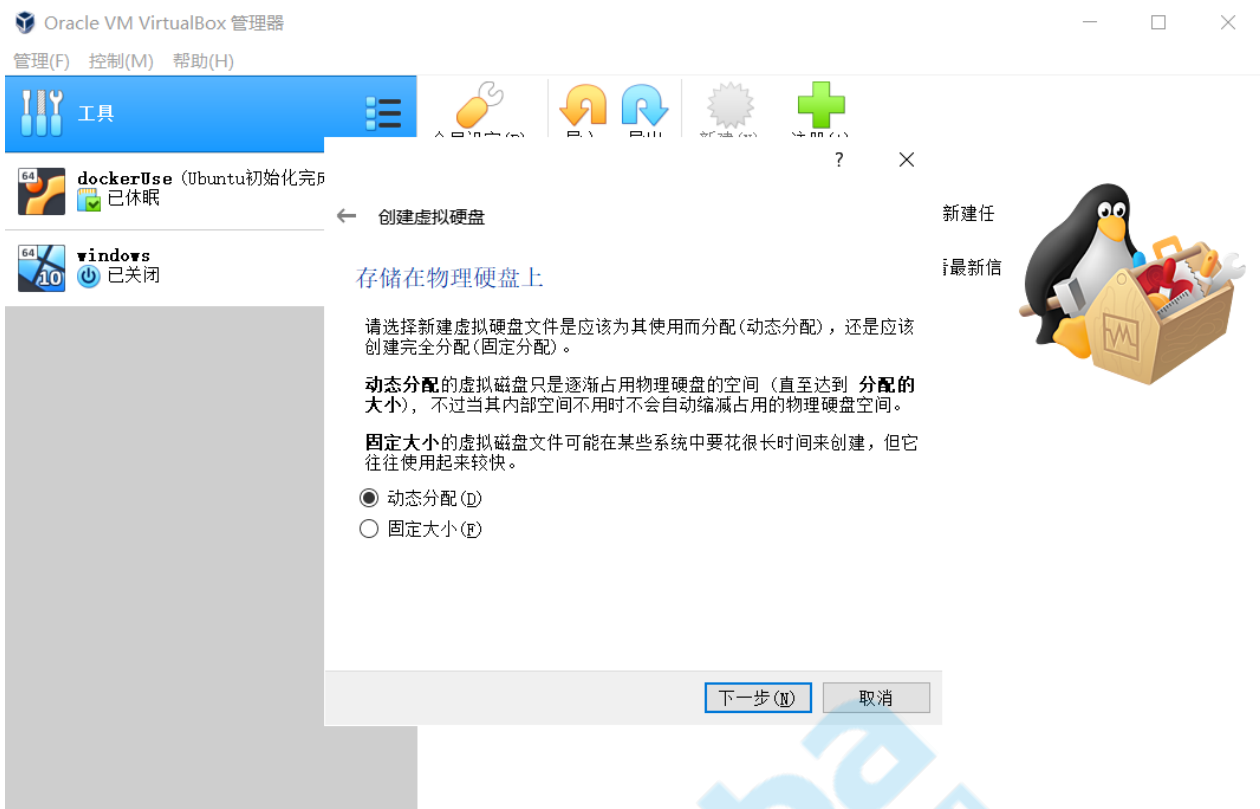 Oracle VM VirtualBox 管理器
管理(F) 控制(M) 帮助(H)
工具
64
dockerUse (Ubuntu初始化完成
已休眠
64
10
windows
已关闭
?
新建任
创建虚拟硬盘
存储在物理硬盘上
看最新信
请选择新建虚拟硬盘文件是应该为其使用而分配(动态分配)，还是应该
创建完全分配(固定分配)。
动态分配的虚拟磁盘只是逐渐占用物理硬盘的空间（直至达到 分配的
大小），不过当其内部空间不用时不会自动缩减占用的物理硬盘空间。
固定大小的虚拟磁盘文件可能在某些系统中要花很长时间来创建，但它
往往使用起来较快。
动态分配(D)
固定大小(F)
下一步(N)
取消